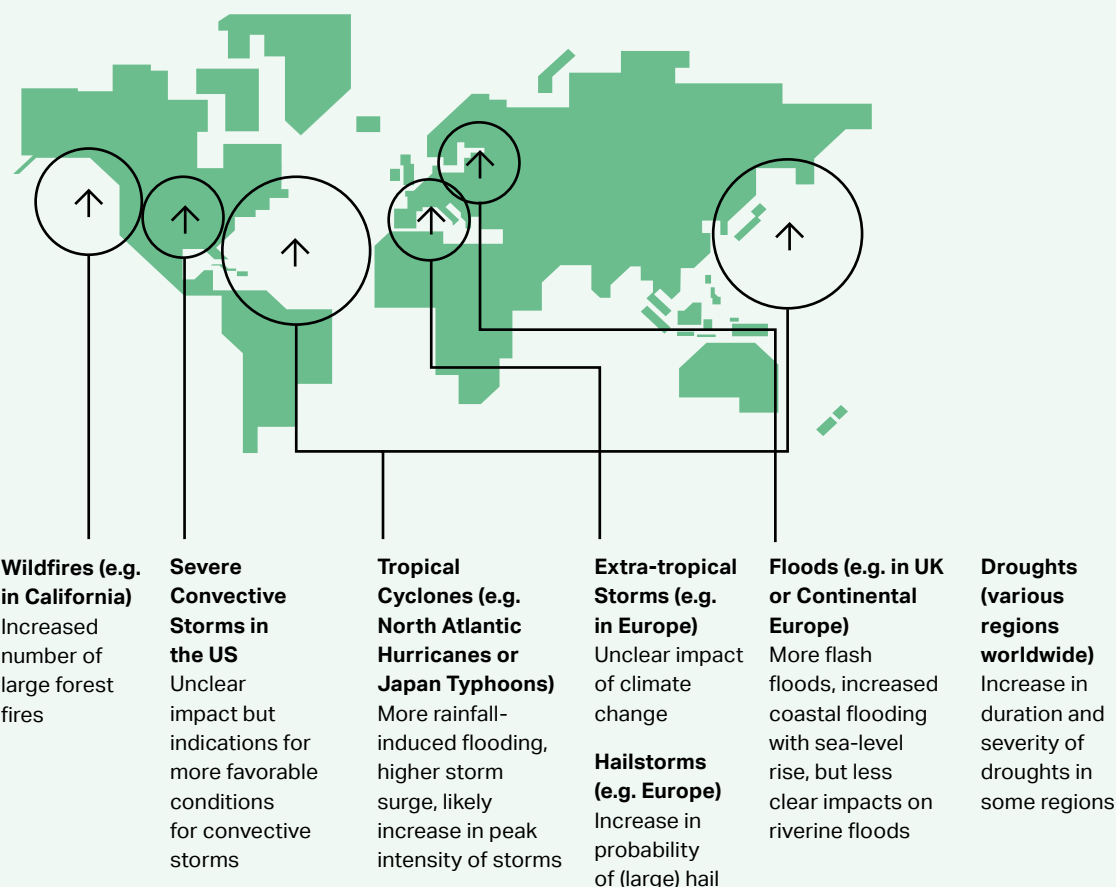 Wildfires (e.g.
in California)
Increased
number of
large forest
fires
Severe
Convective
Storms in
the US
Unclear
impact but
indications for
more favorable
conditions
for convective
storms
Tropical
Cyclones (e.g.
North Atlantic
Hurricanes or
Japan Typhoons)
More rainfall-
induced flooding,
higher storm
surge, likely
increase in peak
intensity of storms
Extra-tropical
Storms (e.g.
in Europe)
Unclear impact
of climate
change
Hailstorms
(e.g. Europe)
Increase in
probability
of (large) hail
Floods (e.g. in UK
or Continental
Europe)
More flash
floods, increased
coastal flooding
with sea-level
rise, but less
clear impacts on
riverine floods
Droughts
(various
regions
worldwide)
Increase in
duration and
severity of
droughts in
some regions